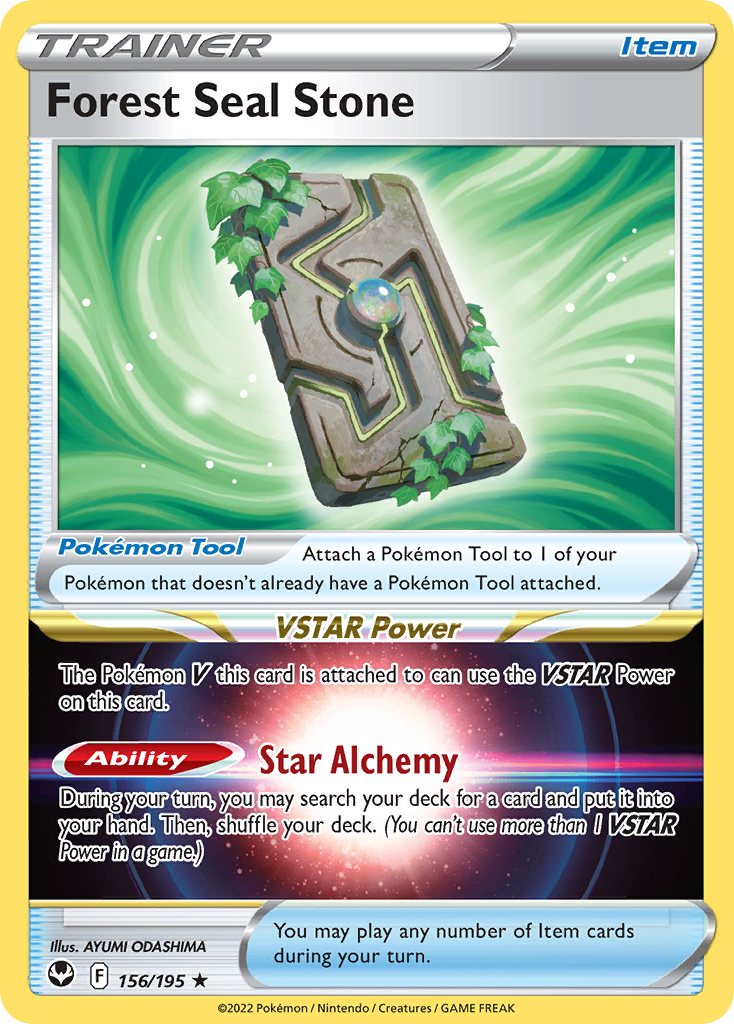 TRAINER
Item
Forest Seal Stone
Pokémon Tool
Attach a Pokémon Tool to 1 of your
Pokémon that doesn't already have a Pokémon Tool attached.
VSTAR Power
The Pokémon V this card is attached to can use the VSTAR Power
on this card.
Ability
Star Alchemy
During your turn, you may search your deck for a card and put it into
your hand. Then, shuffle your deck. (You can't use more than 1 VSTAR
Power in a game.)
Illus. AYUMI ODASHIMA
F
156/195 ★
You may play any number of Item cards
during your turn.
©2022 Pokémon / Nintendo / Creatures / GAME FREAK